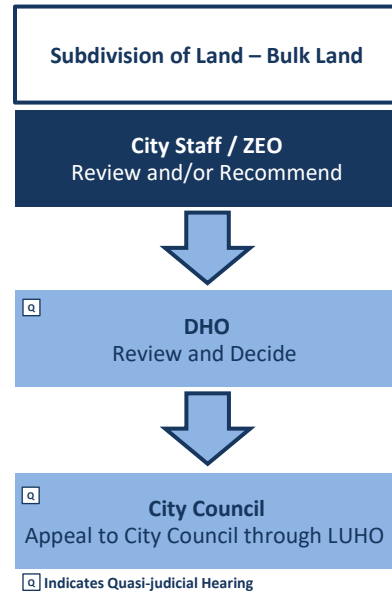 Subdivision of Land – Bulk Land
City Staff / ZEO
Review and/or Recommend
Q
DHO
Review and Decide
Q
City Council
Appeal to City Council through LUHO
Q Indicates Quasi-judicial Hearing